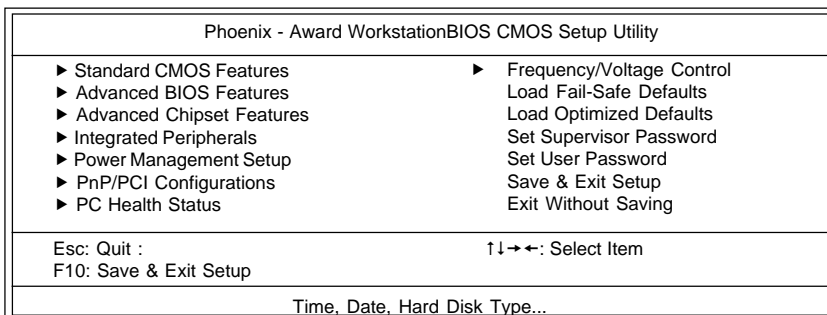 Phoenix - Award WorkstationBIOS CMOS Setup Utility
▶ Standard CMOS Features
▶ Advanced BIOS Features
▶ Advanced Chipset Features
▶ Integrated Peripherals
▶ Power Management Setup
▶ PnP/PCI Configurations
▶ PC Health Status
▶ Frequency/Voltage Control
Load Fail-Safe Defaults
Load Optimized Defaults
Set Supervisor Password
Set User Password
Save & Exit Setup
Exit Without Saving
Esc: Quit :
F10: Save & Exit Setup
↑↓→←: Select Item
Time, Date, Hard Disk Type...